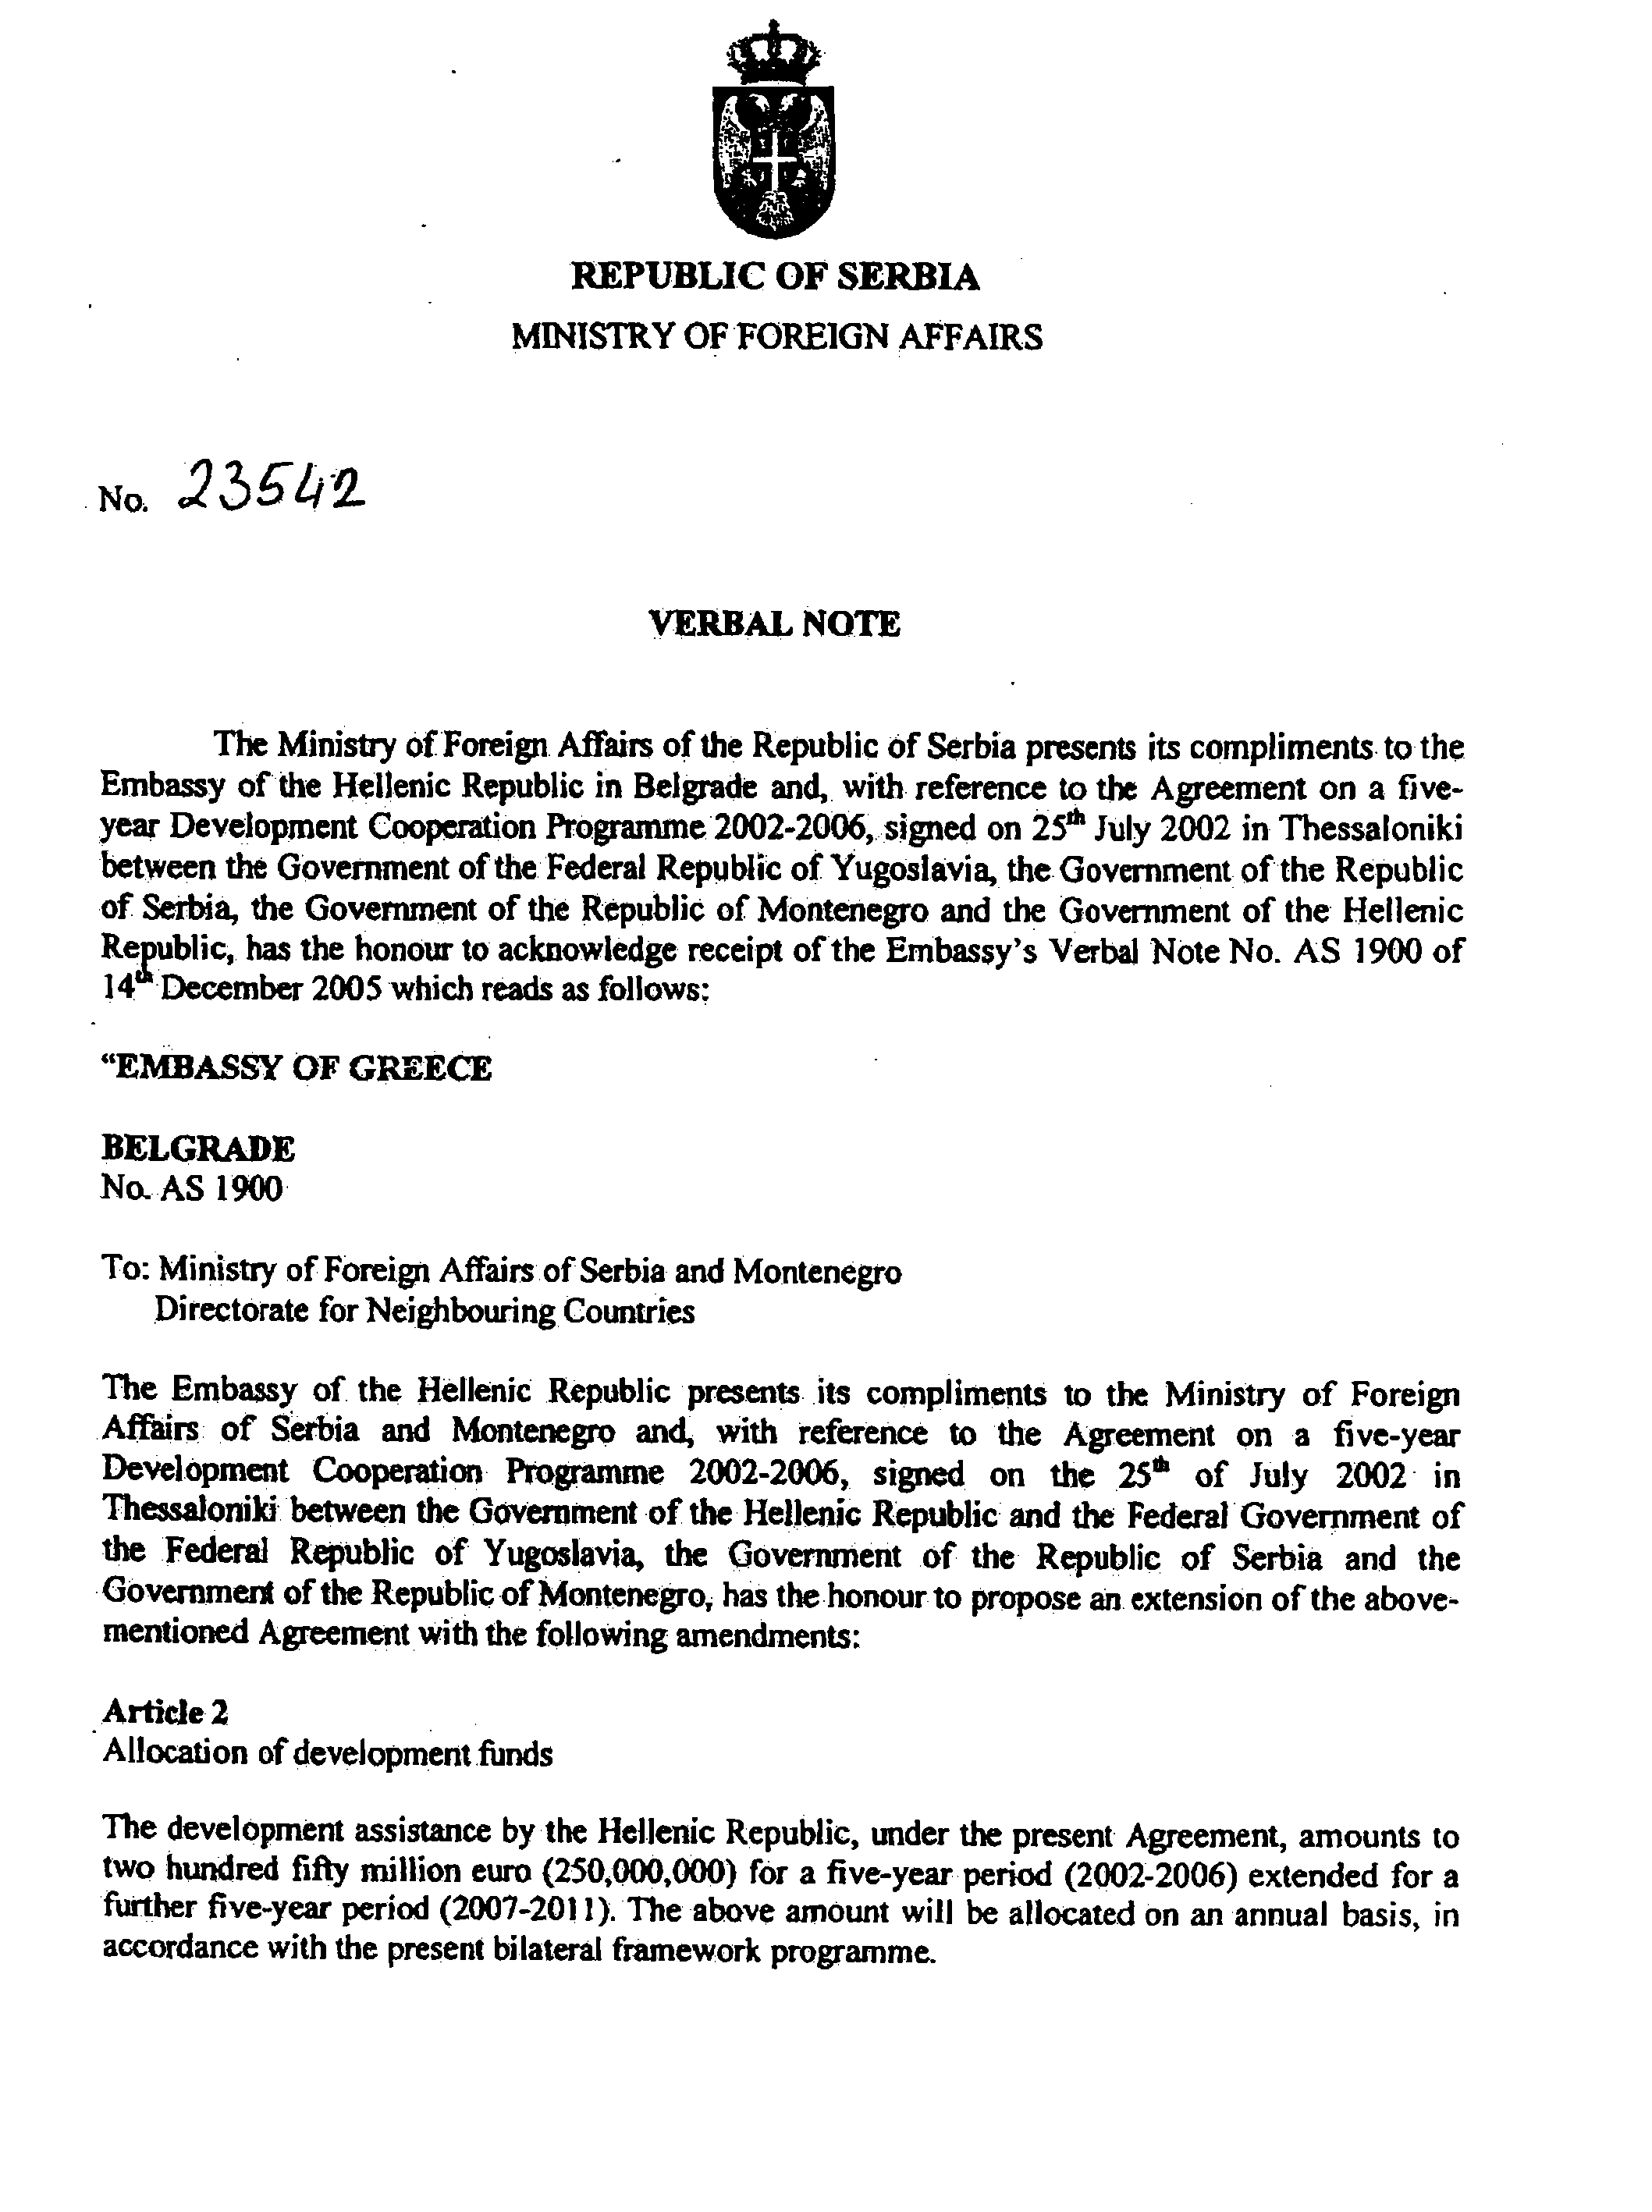 REPUBLIC OF SERBIA
MINISTRY OF FOREIGN AFFAIRS
No. 23542
VERBAL NOTE
The Ministry of Foreign Affairs of the Republic of Serbia presents its compliments to the
Embassy of the Hellenic Republic in Belgrade and, with reference to the Agreement on a five-
year Development Cooperation Programme 2002-2006, signed on 25th July 2002 in Thessaloniki
between the Government of the Federal Republic of Yugoslavia, the Government of the Republic
of Serbia, the Government of the Republic of Montenegro and the Government of the Hellenic
Republic, has the honour to acknowledge receipt of the Embassy's Verbal Note No. AS 1900 of
14th December 2005 which reads as follows:
“EMBASSY OF GREECE
BELGRADE
No. AS 1900
To: Ministry of Foreign Affairs of Serbia and Montenegro
Directorate for Neighbouring Countries
The Embassy of the Hellenic Republic presents its compliments to the Ministry of Foreign
Affairs of Serbia and Montenegro and, with reference to the Agreement on a five-year
Development Cooperation Programme 2002-2006, signed on the 25th of July 2002 in
Thessaloniki between the Government of the Hellenic Republic and the Federal Government of
the Federal Republic of Yugoslavia, the Government of the Republic of Serbia and the
Government of the Republic of Montenegro, has the honour to propose an extension of the above-
mentioned Agreement with the following amendments:
Article 2
Allocation of development funds
The development assistance by the Hellenic Republic, under the present Agreement, amounts to
two hundred fifty million euro (250,000,000) for a five-year period (2002-2006) extended for a
further five-year period (2007-2011). The above amount will be allocated on an annual basis, in
accordance with the present bilateral framework programme.